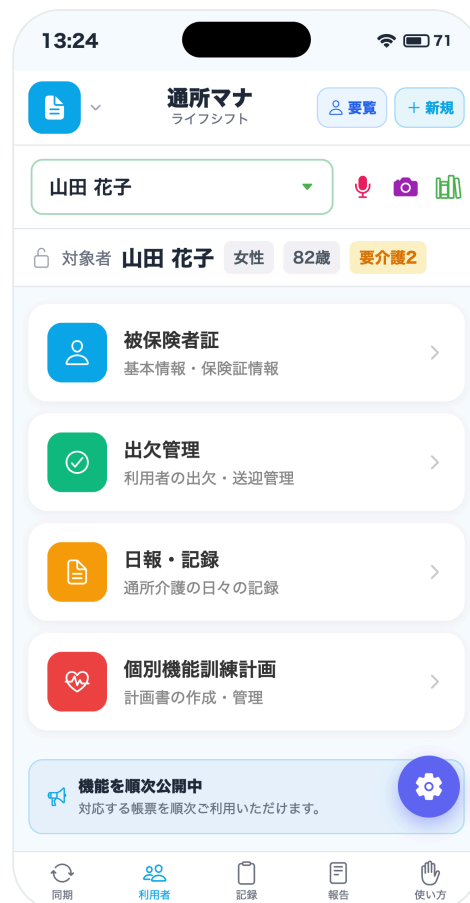 13:24
71
通所マナ
ライフシフト
要覧
+ 新規
山田 花子
対象者 山田 花子 女性 82歳 要介護2
被保険者証
基本情報・保険証情報
出欠管理
利用者の出欠・送迎管理
日報・記録
通所介護の日々の記録
個別機能訓練計画
計画書の作成・管理
機能を順次公開中
対応する帳票を順次ご利用いただけます。
同期 利用者 記録 報告 使い方